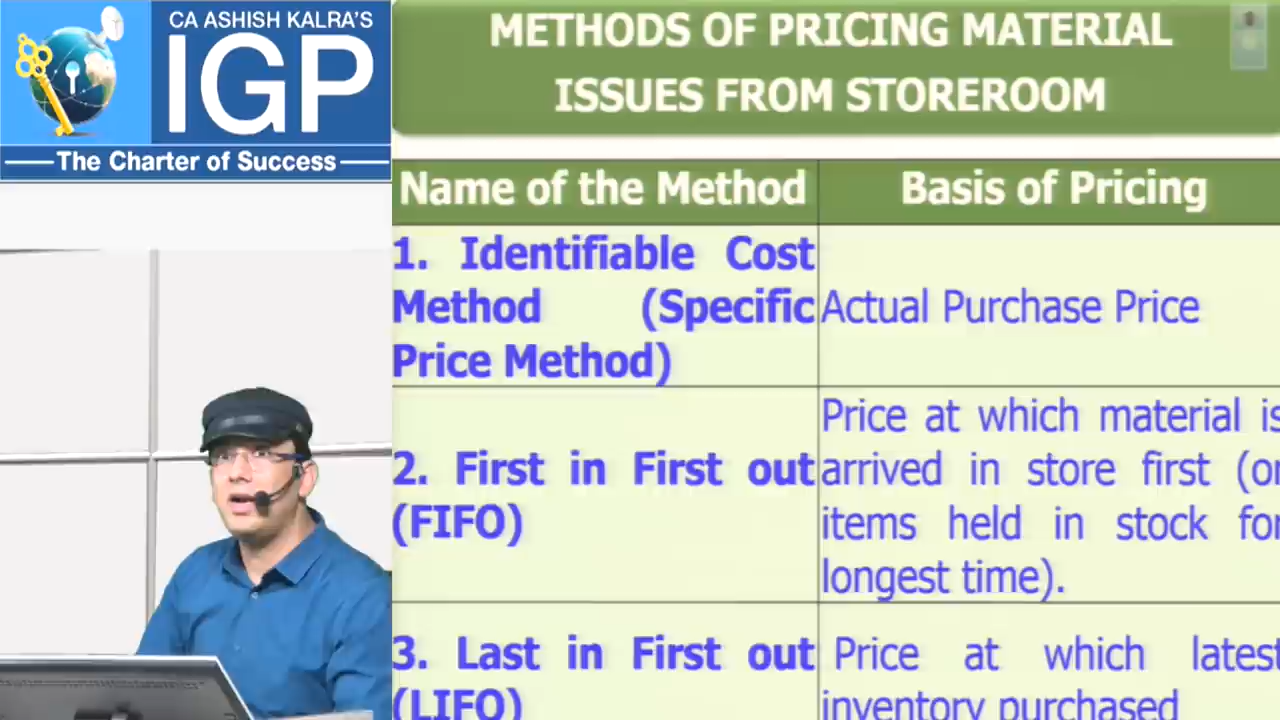 CA ASHISH KALRA'S
IGP
The Charter of Success
METHODS OF PRICING MATERIAL
ISSUES FROM STOREROOM
Name of the Method
Basis of Pricing
1. Identifiable Cost
Method (Specific
Price Method)
Actual Purchase Price
2. First in First out
(FIFO)
Price at which material is
arrived in store first (or
items held in stock for
longest time).
3. Last in First out
(LIFO)
Price at which latest
inventory purchased